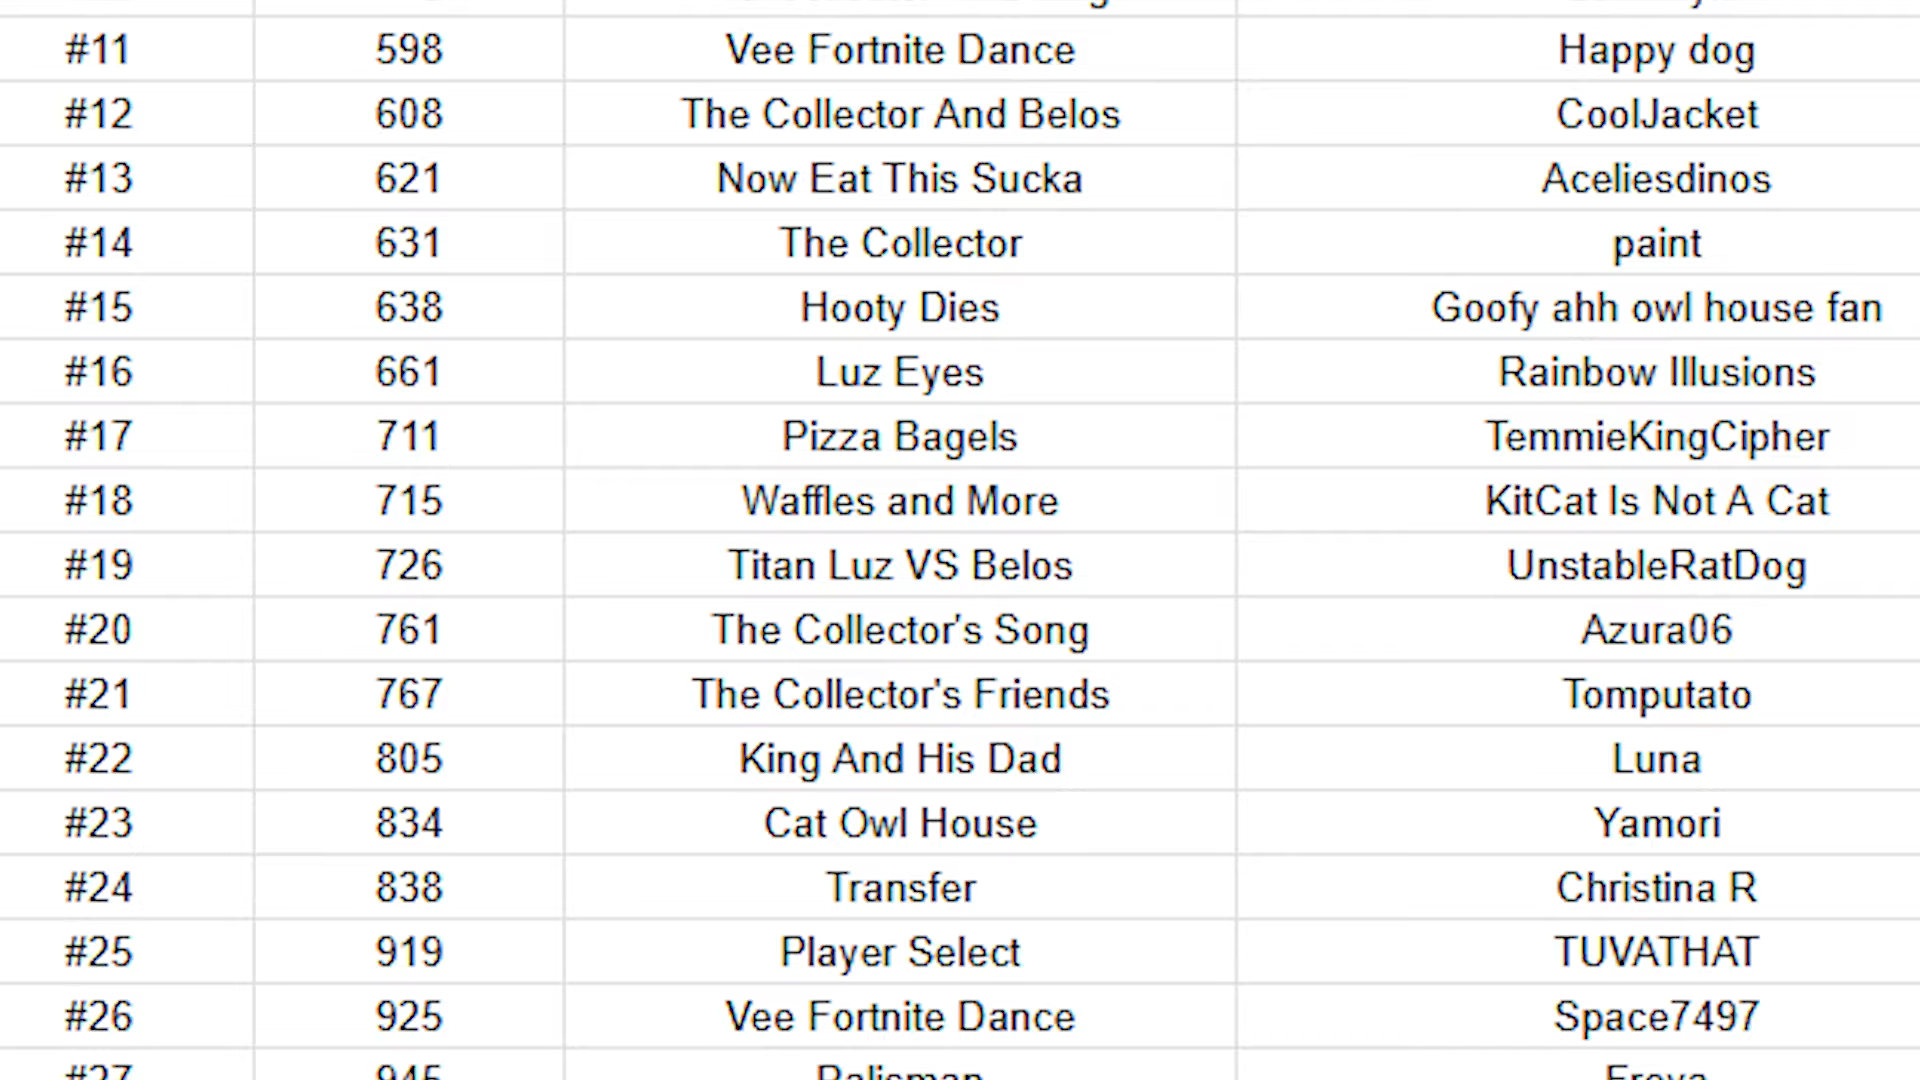 #11 598 Vee Fortnite Dance Happy dog
#12 608 The Collector And Belos CoolJacket
#13 621 Now Eat This Sucka Aceliesdinos
#14 631 The Collector paint
#15 638 Hooty Dies Goofy ahh owl house fan
#16 661 Luz Eyes Rainbow Illusions
#17 711 Pizza Bagels TemmieKingCipher
#18 715 Waffles and More KitCat Is Not A Cat
#19 726 Titan Luz VS Belos UnstableRatDog
#20 761 The Collector's Song Azura06
#21 767 The Collector's Friends Tomputato
#22 805 King And His Dad Luna
#23 834 Cat Owl House Yamori
#24 838 Transfer Christina R
#25 919 Player Select TUVATHAT
#26 925 Vee Fortnite Dance Space7497
#27 945